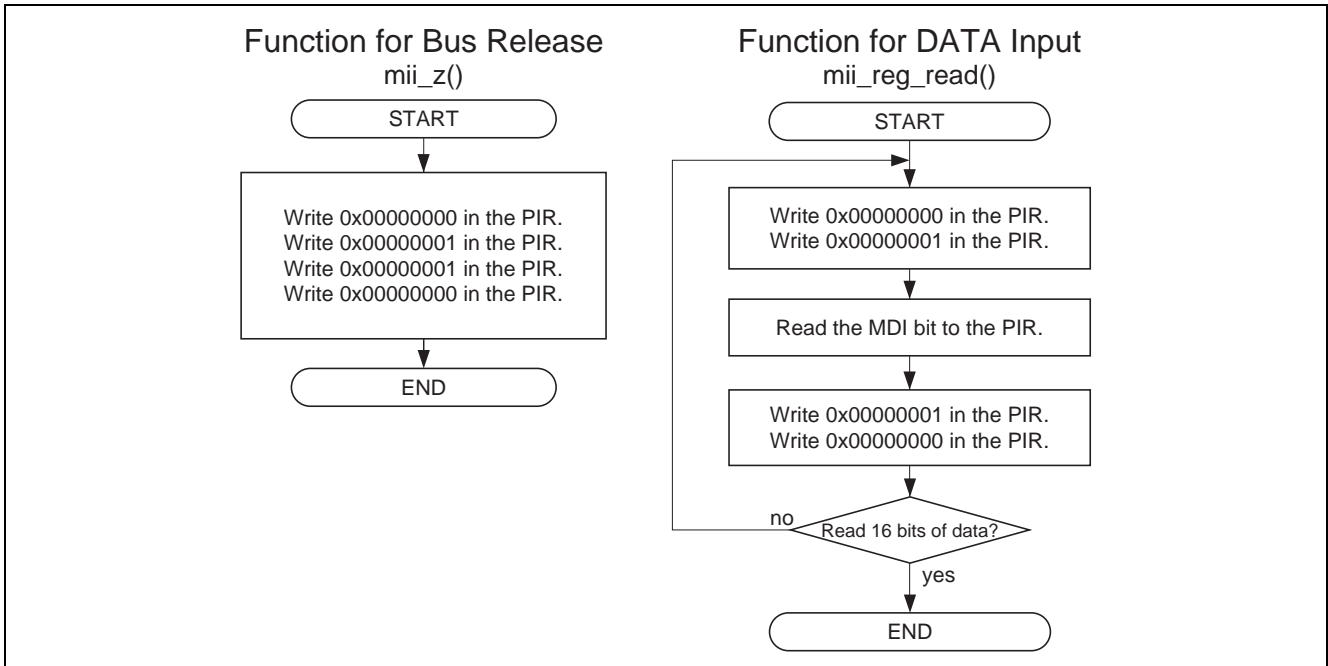 Function for Bus Release
mii_z()
START
Write 0x00000000 in the PIR.
Write 0x00000001 in the PIR.
Write 0x00000001 in the PIR.
Write 0x00000000 in the PIR.
END
Function for DATA Input
mii_reg_read()
START
Write 0x00000000 in the PIR.
Write 0x00000001 in the PIR.
Read the MDI bit to the PIR.
Write 0x00000001 in the PIR.
Write 0x00000000 in the PIR.
no
Read 16 bits of data?
yes
END